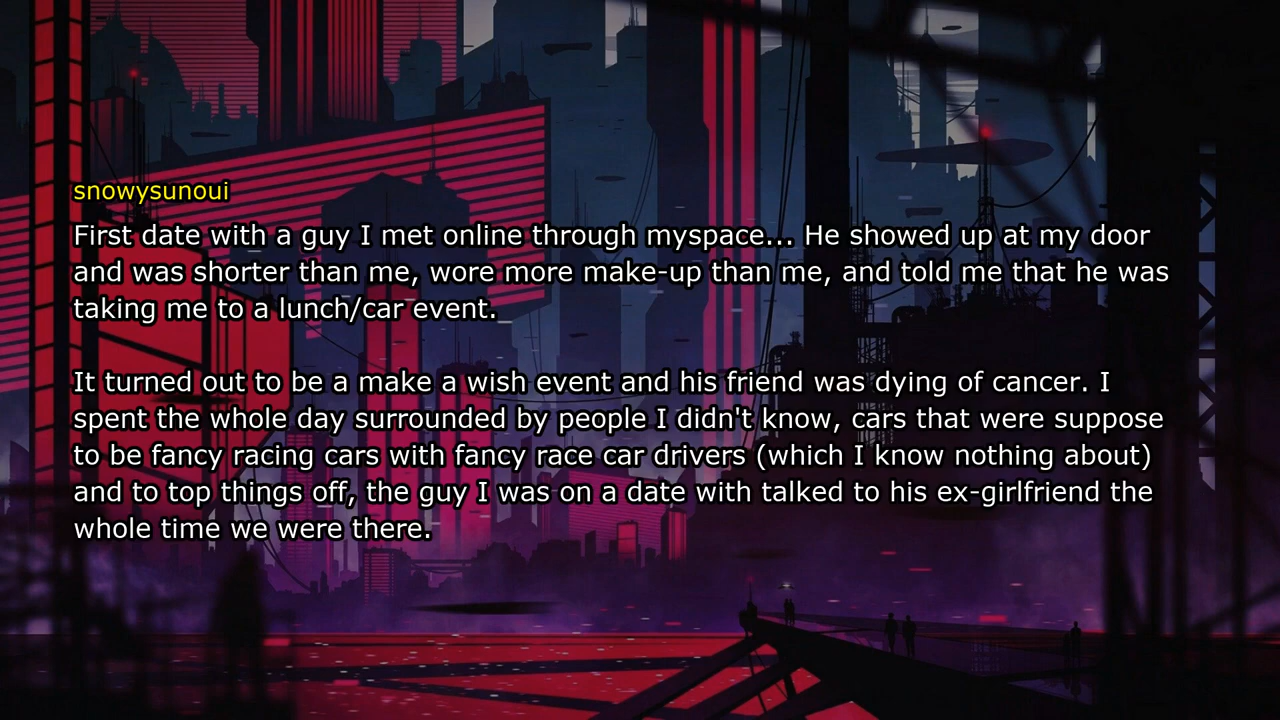 snowysunoui
First date with a guy I met online through myspace... He showed up at my door
and was shorter than me, wore more make-up than me, and told me that he was
taking me to a lunch/car event.
It turned out to be a make a wish event and his friend was dying of cancer. I
spent the whole day surrounded by people I didn't know, cars that were suppose
to be fancy racing cars with fancy race car drivers (which I know nothing about)
and to top things off, the guy I was on a date with talked to his ex-girlfriend the
whole time we were there.